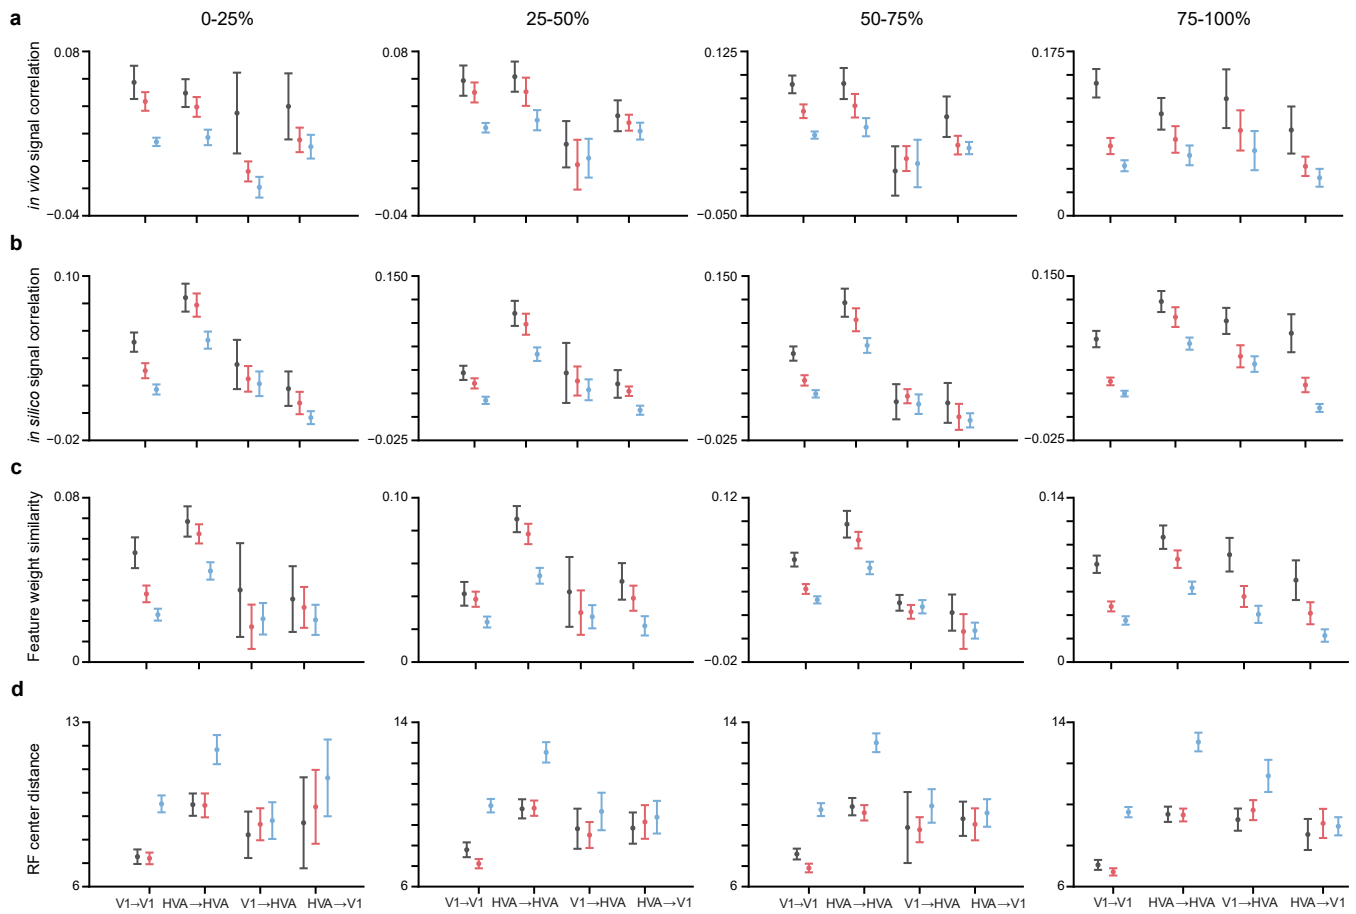 a 0-25% 25-50% 50-75% 75-100%
in vivo signal correlation
0.08 0.08 0.125 0.175
−0.04 −0.04 −0.050 0
b
in silico signal correlation
0.10 0.150 0.150 0.150
−0.02 −0.025 −0.025 −0.025
c
Feature weight similarity
0.08 0.10 0.12 0.14
0 0 −0.02 0
d
RF center distance
13 14 14 14
6 6 6 6
V1→V1 HVA→HVA V1→HVA HVA→V1 V1→V1 HVA→HVA V1→HVA HVA→V1 V1→V1 HVA→HVA V1→HVA HVA→V1 V1→V1 HVA→HVA V1→HVA HVA→V1